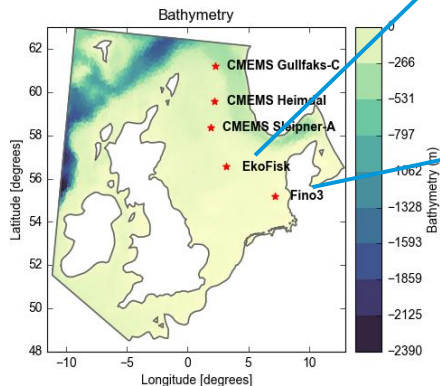 Bathymetry
62
60
58
56
54
52
50
48
Latitude [degrees]
CMEMS Gullfaks-C
CMEMS Heimdal
CMEMS Sleipner-A
EkoFisk
Fino3
-10
-5
0
5
10
Longitude [degrees]
0
-266
-531
-797
-1062
-1328
-1593
-1859
-2125
-2390
Bathymetry (m)